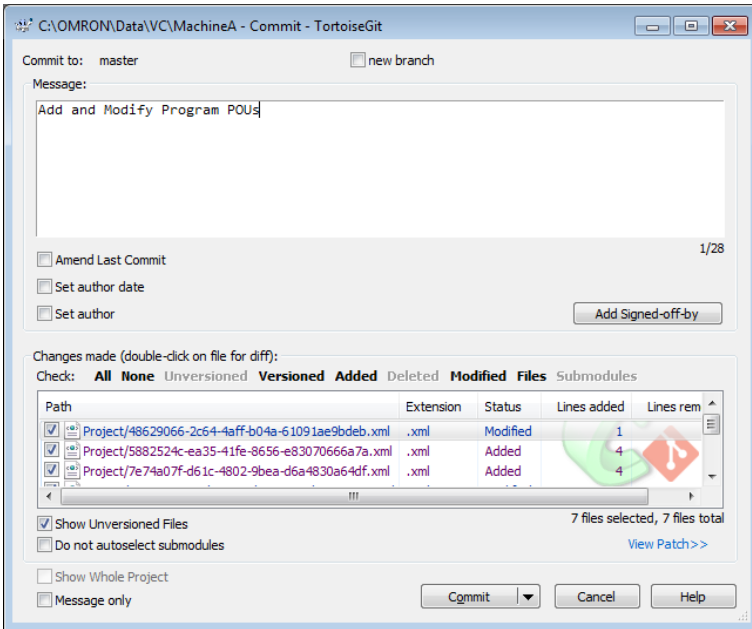 C:\OMRON\Data\VC\MachineA - Commit - TortoiseGit
Commit to: master new branch
Message:
Add and Modify Program POUs
1/28
Amend Last Commit
Set author date
Set author Add Signed-off-by
Changes made (double-click on file for diff):
Check: All None Unversioned Versioned Added Deleted Modified Files Submodules
Path Extension Status Lines added Lines rem
Project/48629066-2c64-4aff-b04a-61091ae9bdeb.xml .xml Modified 1
Project/5882524c-ea35-41fe-8656-e83070666a7a.xml .xml Added 4
Project/7e74a07f-d61c-4802-9bea-d6a4830a64df.xml .xml Added 4
Show Unversioned Files 7 files selected, 7 files total
Do not autoselect submodules View Patch>>
Show Whole Project
Message only Commit Cancel Help